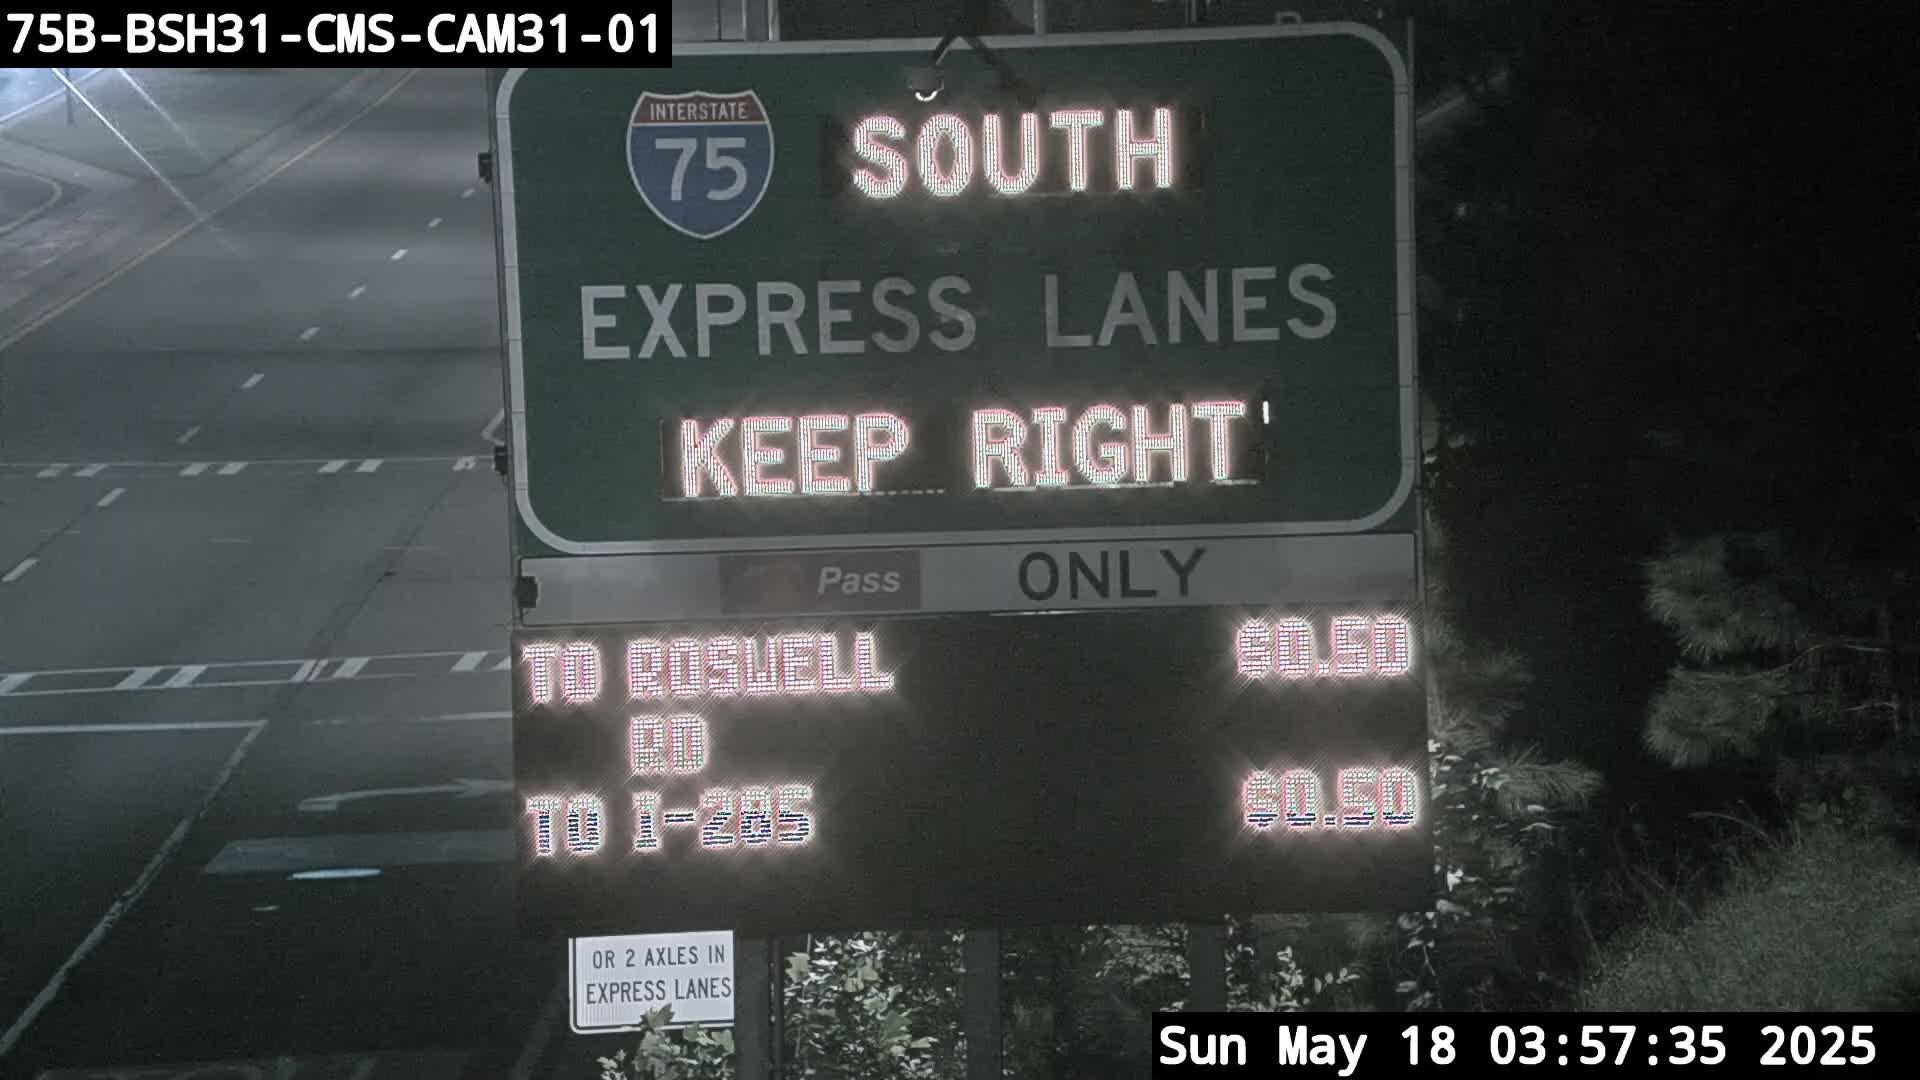 75B-BSH31-CMS-CAM31-01
INTERSTATE
75
SOUTH
EXPRESS LANES
KEEP RIGHT
Pass ONLY
TO ROSWELL $0.50
RD
TO I-285 $0.50
OR 2 AXLES IN
EXPRESS LANES
Sun May 18 03:57:35 2025